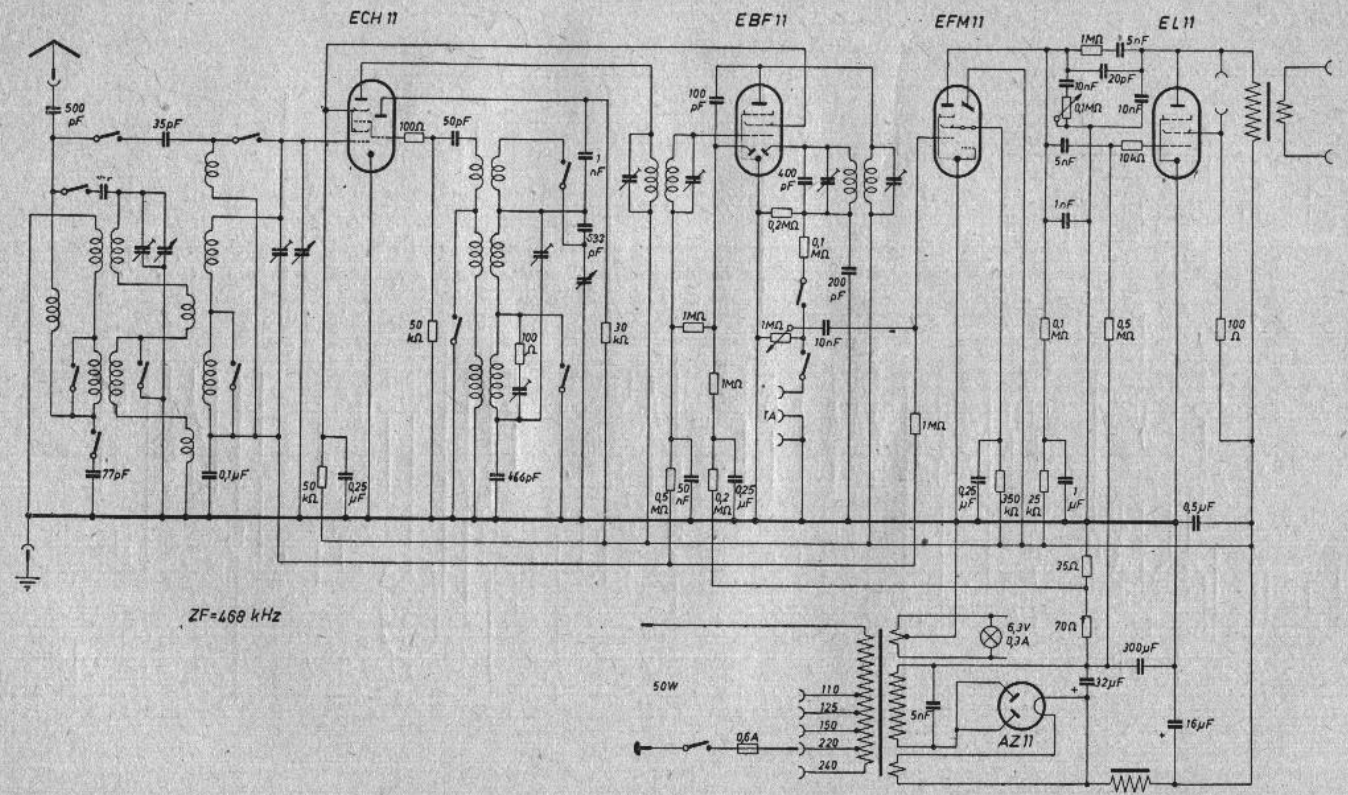 ECH 11
EBF 11
EFM 11
EL 11
500 pF
35pF
100Ω
50pF
1 nF
532 pF
50 kΩ
100 Ω
30 kΩ
77pF
0,1µF
50 kΩ
0,25 µF
466pF
100 pF
400 pF
0,2MΩ
0,1 MΩ
200 pF
1MΩ
1MΩ
10nF
1MΩ
TA
0,5 MΩ
50 nF
0,2 MΩ
0,25 µF
1MΩ
1MΩ
5nF
20pF
10nF
0,1MΩ
10nF
5nF
10kΩ
1nF
0,1 MΩ
0,5 MΩ
100 Ω
0,25 µF
350 kΩ
25 kΩ
1 µF
0,5µF
35Ω
70Ω
300µF
32µF
+
16µF
+
ZF=468 kHz
6,3V
0,3A
50W
110
125
150
220
240
0,6A
5nF
AZ 11